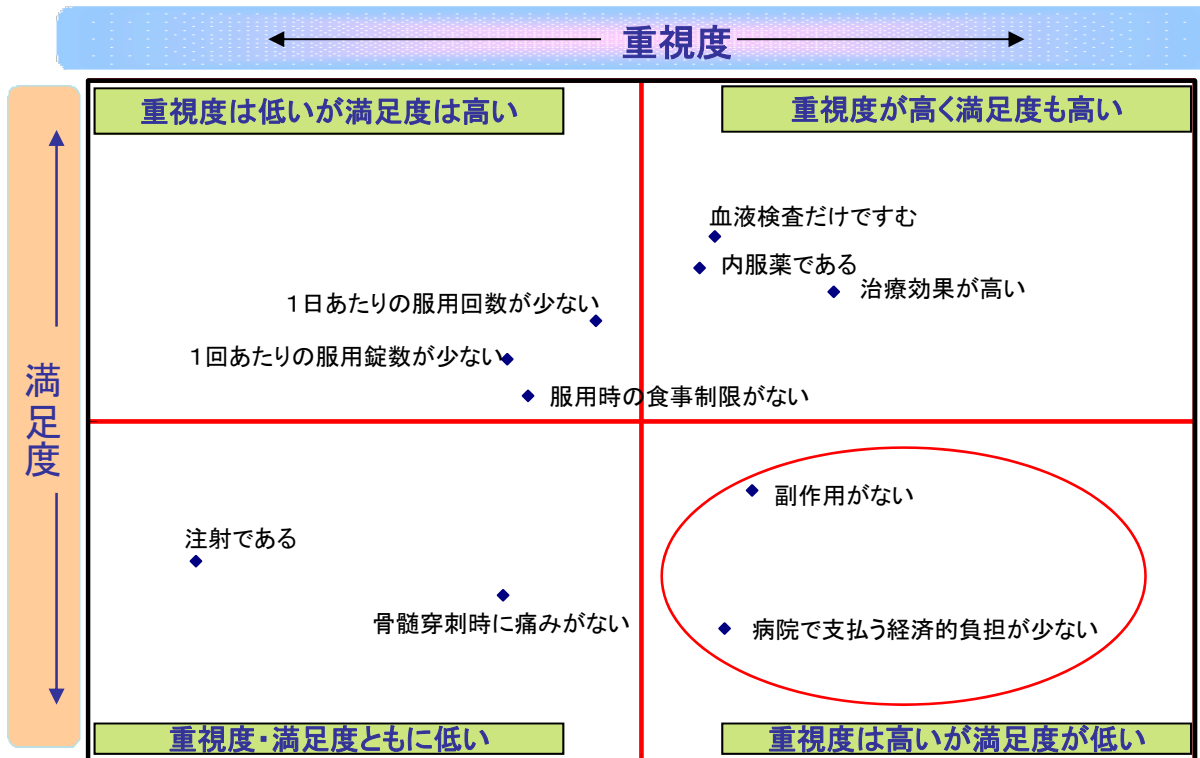 重視度
重視度は低いが満足度は高い
重視度が高く満足度も高い
満足度
血液検査だけですむ
内服薬である
治療効果が高い
1日あたりの服用回数が少ない
1回あたりの服用錠数が少ない
服用時の食事制限がない
副作用がない
注射である
骨髄穿刺時に痛みがない
病院で支払う経済的負担が少ない
重視度・満足度ともに低い
重視度は高いが満足度が低い